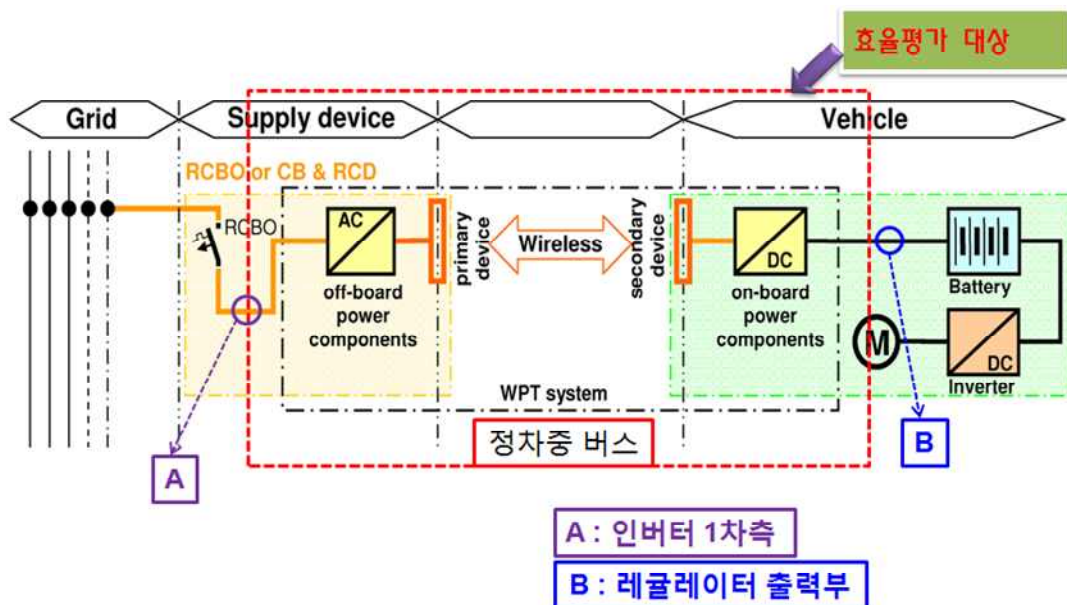 효율평가 대상
Grid
Supply device
Vehicle
RCBO or CB & RCD
RCBO
AC
off-board
power
components
primary
device
Wireless
secondary
device
DC
on-board
power
components
Battery
M
DC
Inverter
WPT system
정차중 버스
A
B
A : 인버터 1차측
B : 레귤레이터 출력부